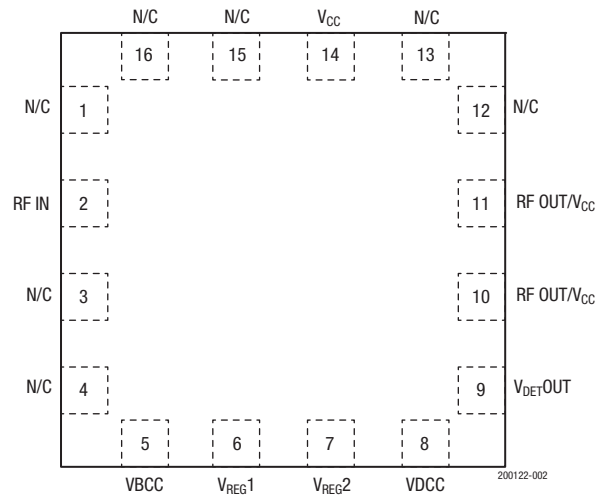 N/C N/C VCC N/C
16 15 14 13
N/C 1 12 N/C
RF IN 2 11 RF OUT/VCC
N/C 3 10 RF OUT/VCC
N/C 4 9 VDETOUT
5 6 7 8
200122-002
VBCC VREG1 VREG2 VDCC